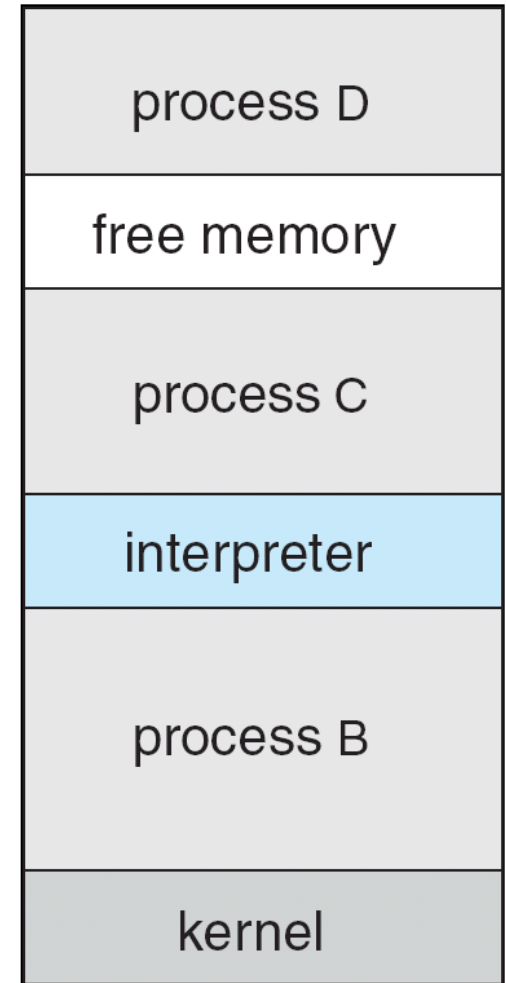 process D
free memory
process C
interpreter
process B
kernel